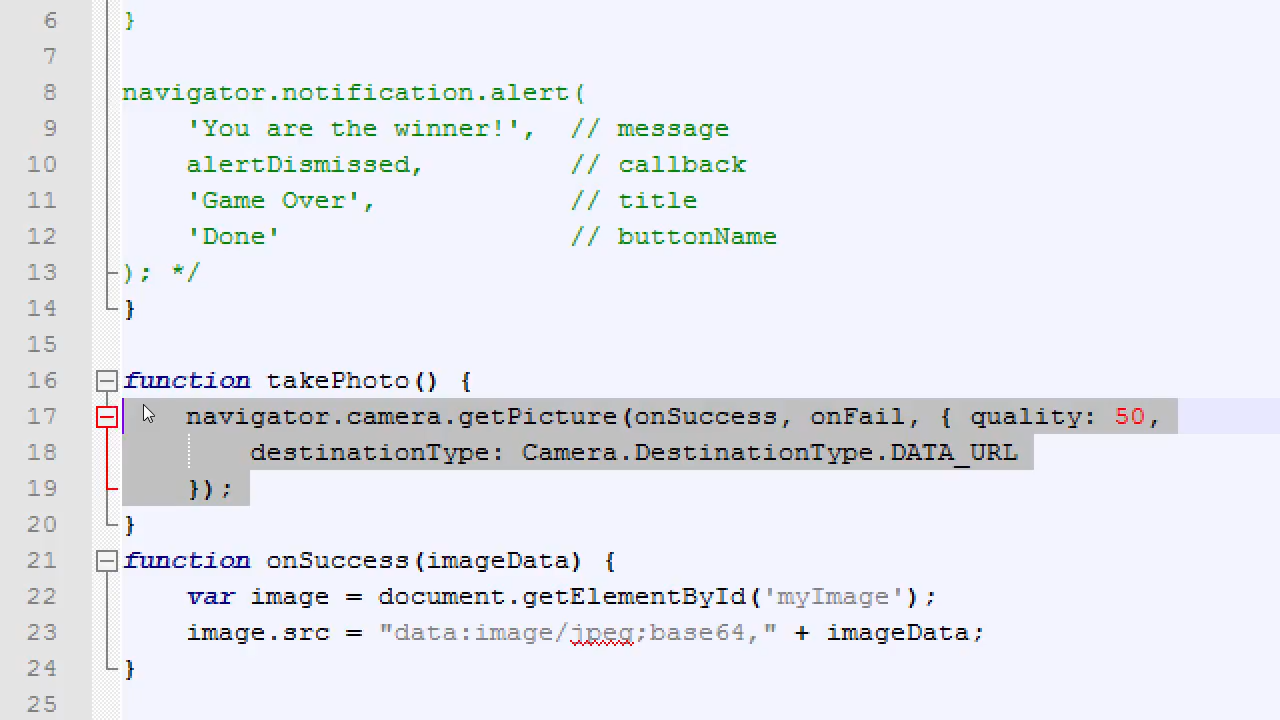 6 }
7
8 navigator.notification.alert(
9     'You are the winner!',  // message
10     alertDismissed,         // callback
11     'Game Over',            // title
12     'Done'                  // buttonName
13 ); */
14 }
15
16 function takePhoto() {
17     navigator.camera.getPicture(onSuccess, onFail, { quality: 50,
18         destinationType: Camera.DestinationType.DATA_URL
19     });
20 }
21 function onSuccess(imageData) {
22     var image = document.getElementById('myImage');
23     image.src = "data:image/jpeg;base64," + imageData;
24 }
25